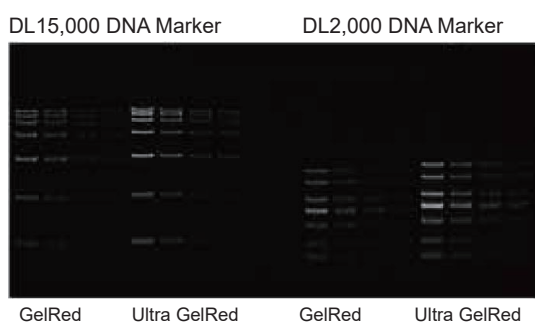 DL15,000 DNA Marker DL2,000 DNA Marker
GelRed Ultra GelRed GelRed Ultra GelRed